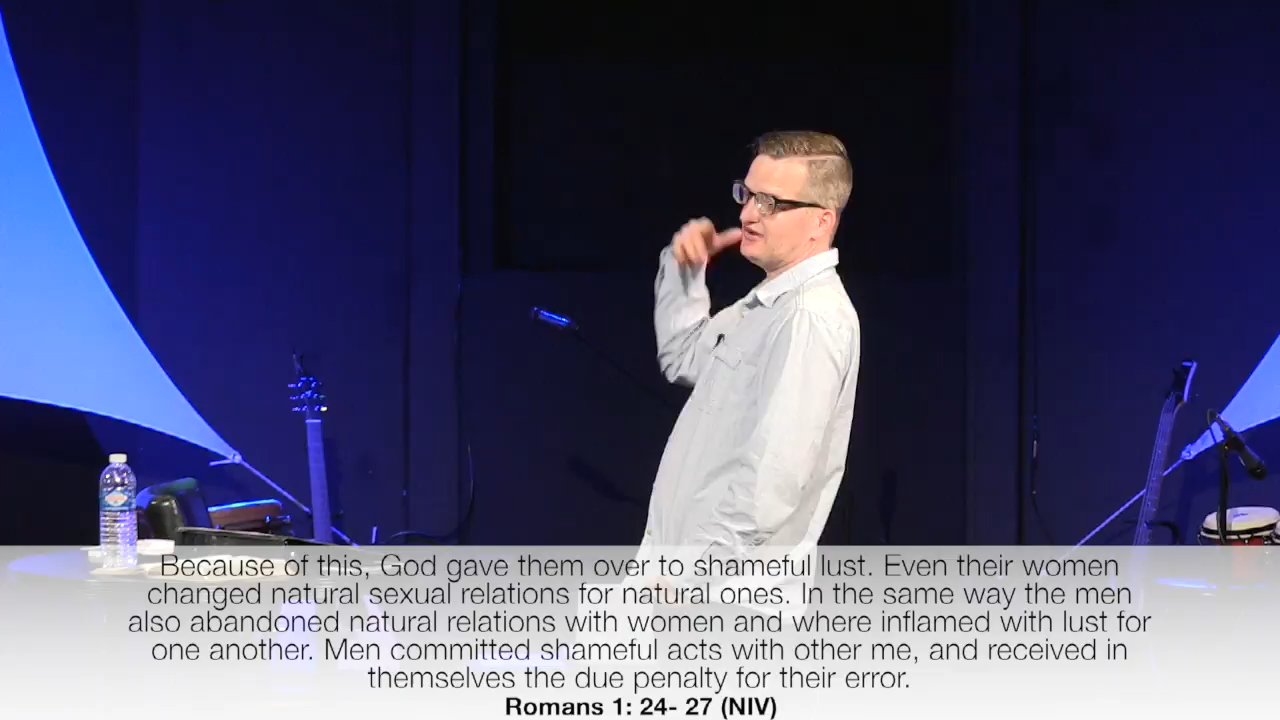 Because of this, God gave them over to shameful lust. Even their women
changed natural sexual relations for natural ones. In the same way the men
also abandoned natural relations with women and where inflamed with lust for
one another. Men committed shameful acts with other me, and received in
themselves the due penalty for their error.
Romans 1: 24- 27 (NIV)